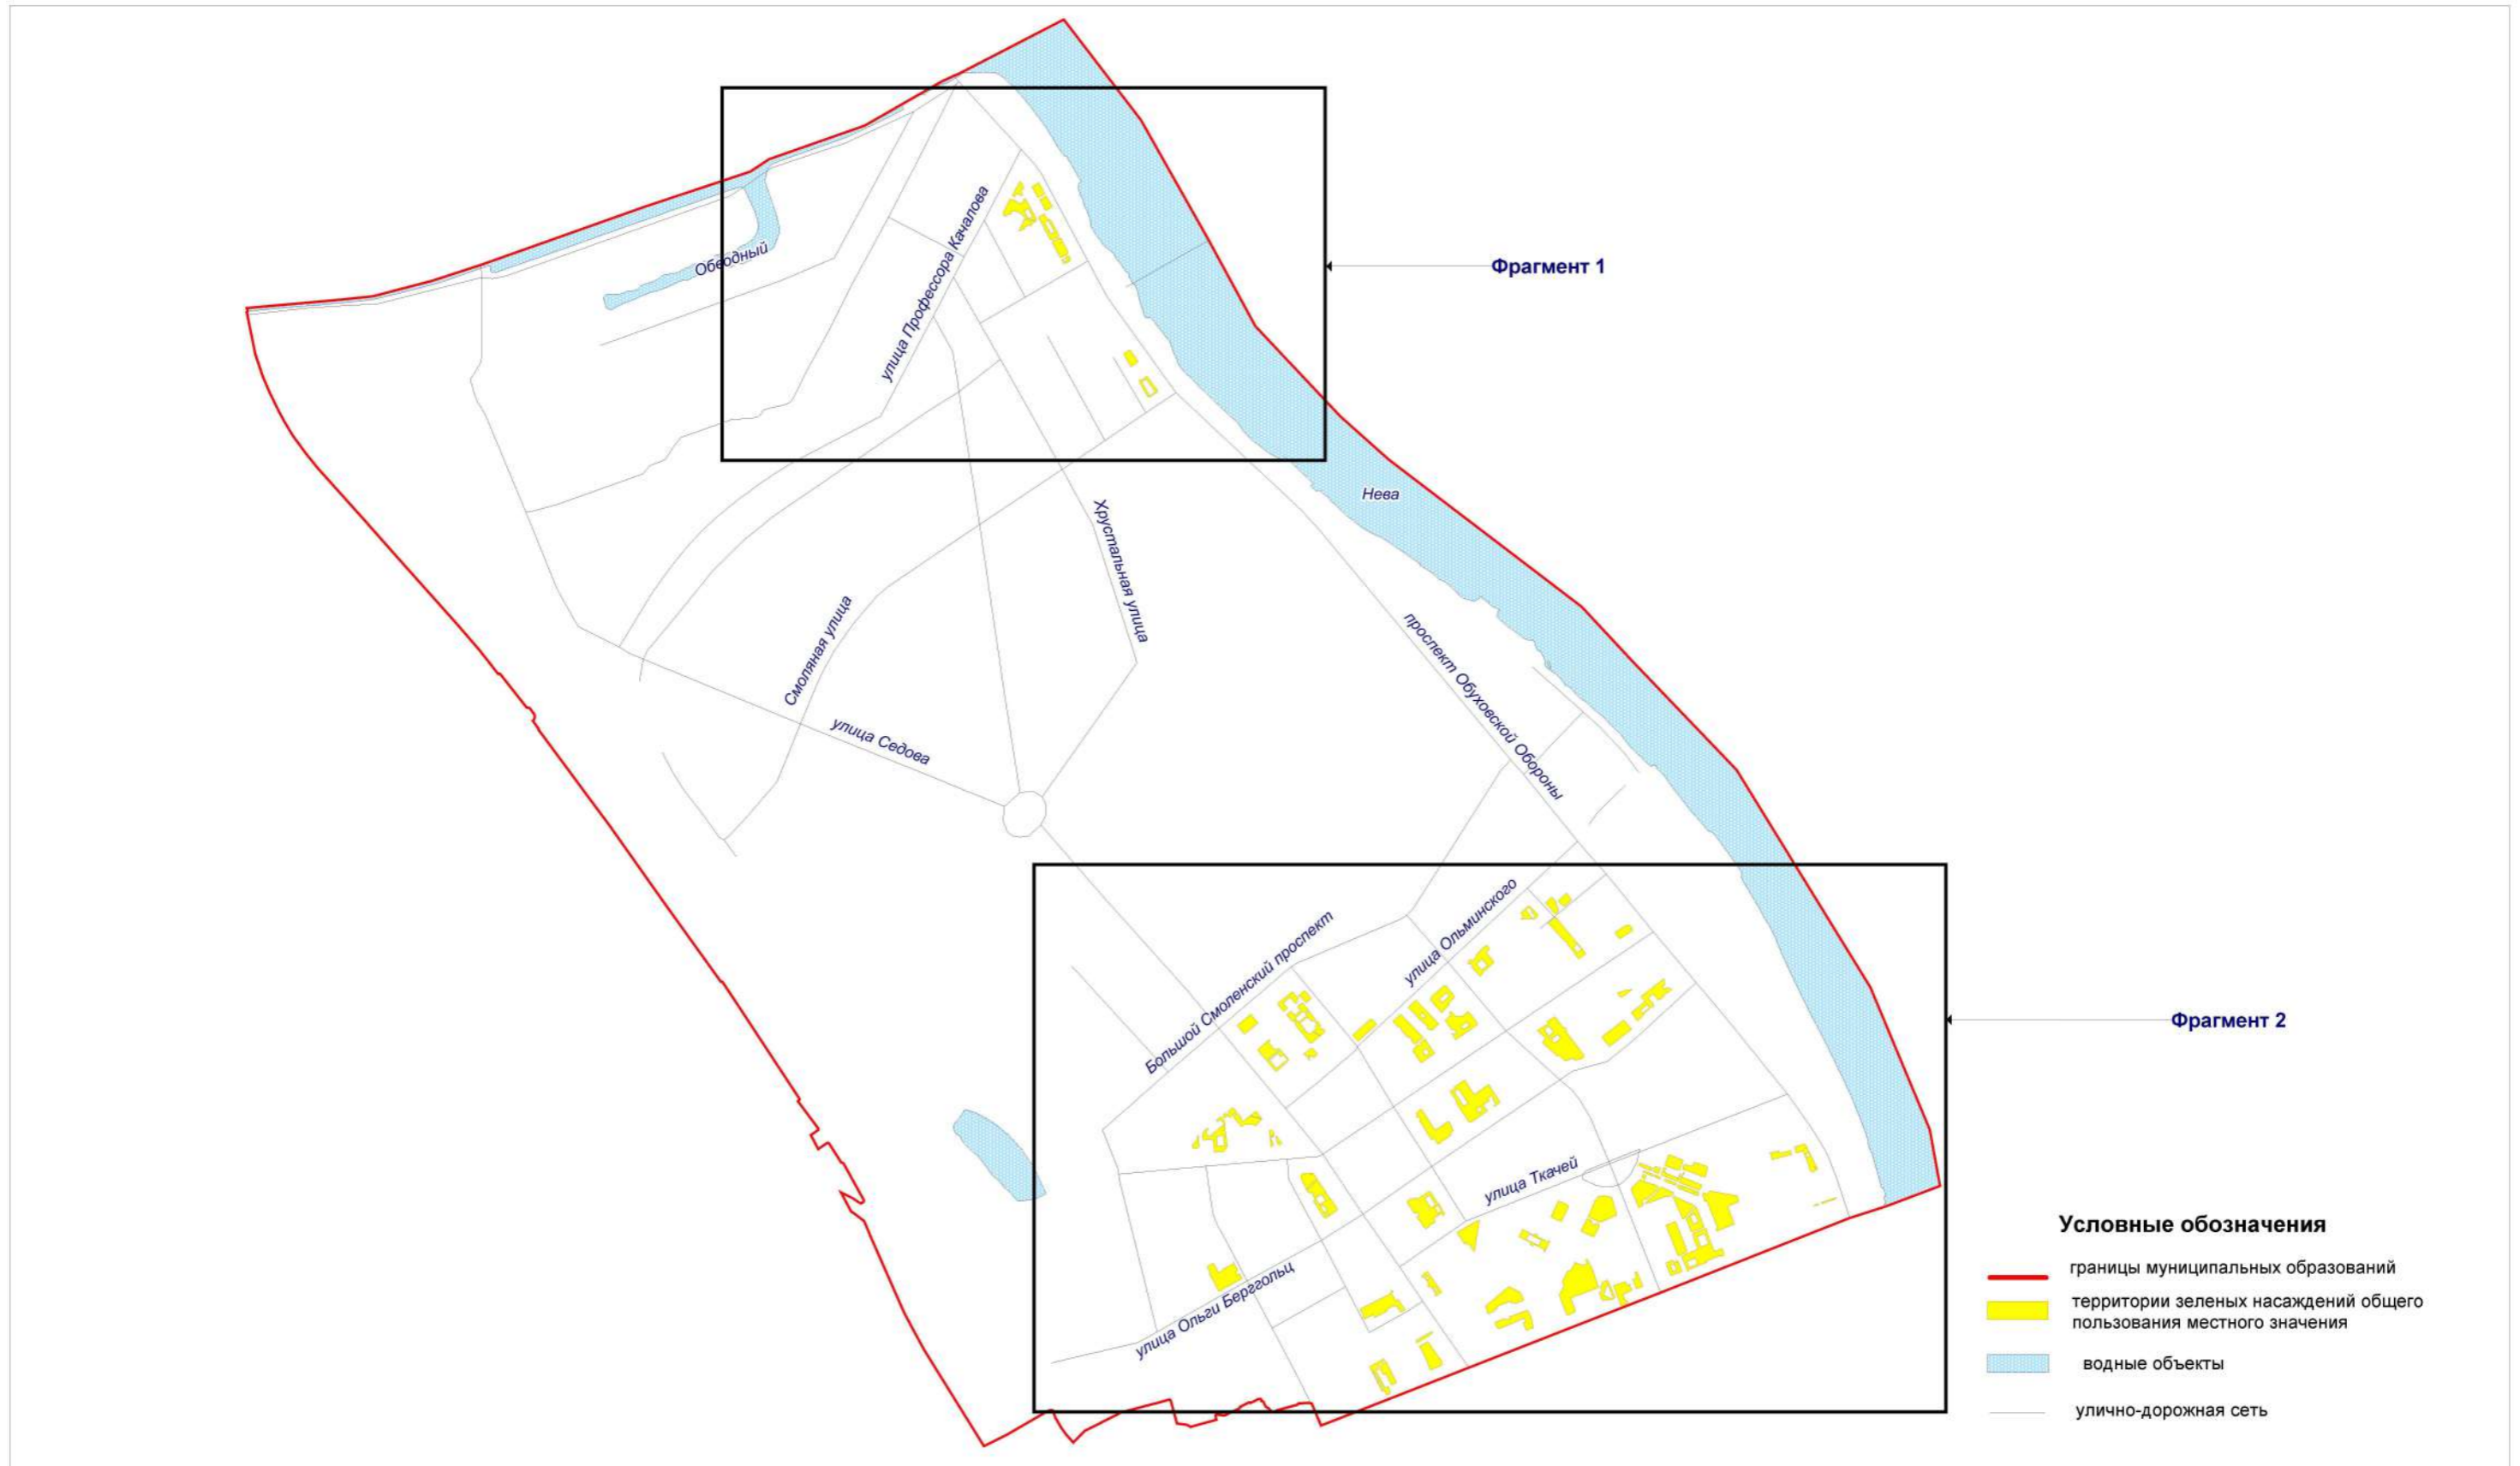 Обводный
улица Профессора Качалова
Фрагмент 1
Нева
Хрустальная улица
Смоляная улица
улица Седова
проспект Обуховской Обороны
Большой Смоленский проспект
улица Ольминского
Фрагмент 2
улица Ткачей
улица Ольги Берггольц
Условные обозначения
границы муниципальных образований
территории зеленых насаждений общего
пользования местного значения
водные объекты
улично-дорожная сеть